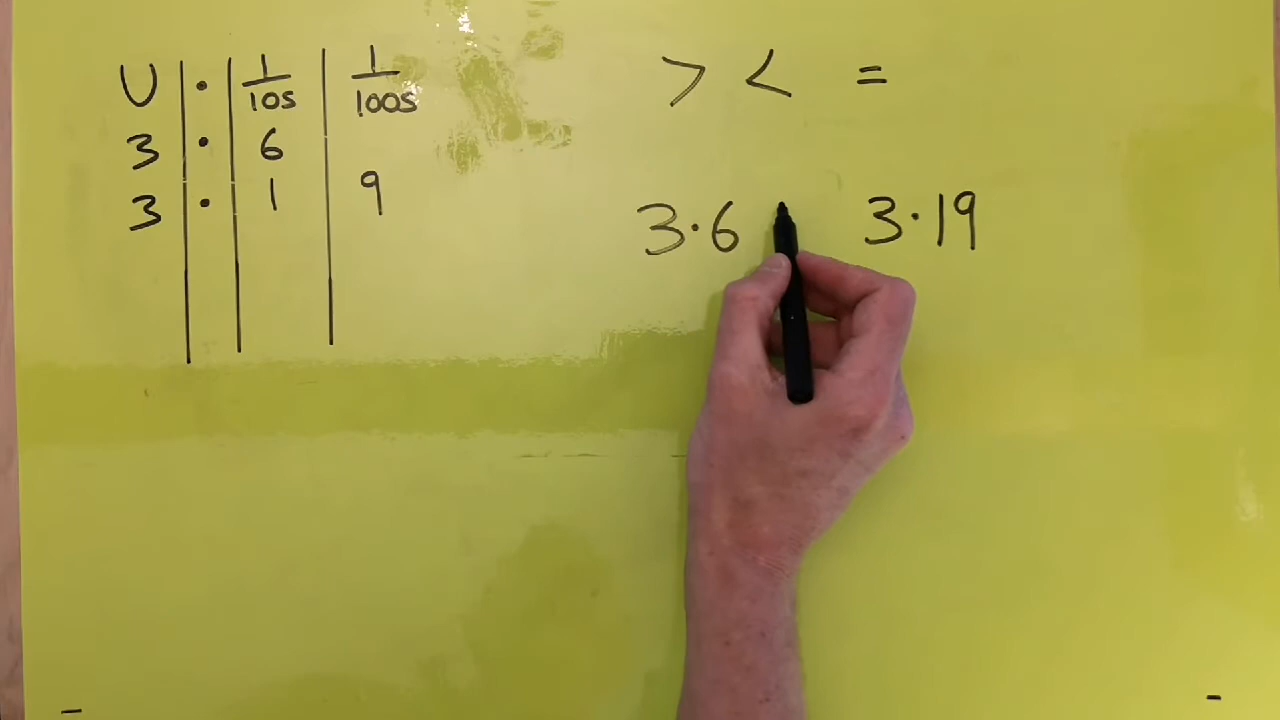 U · 1/10s 1/100s
3 · 6
3 · 1 9
> < =
3·6 3·19